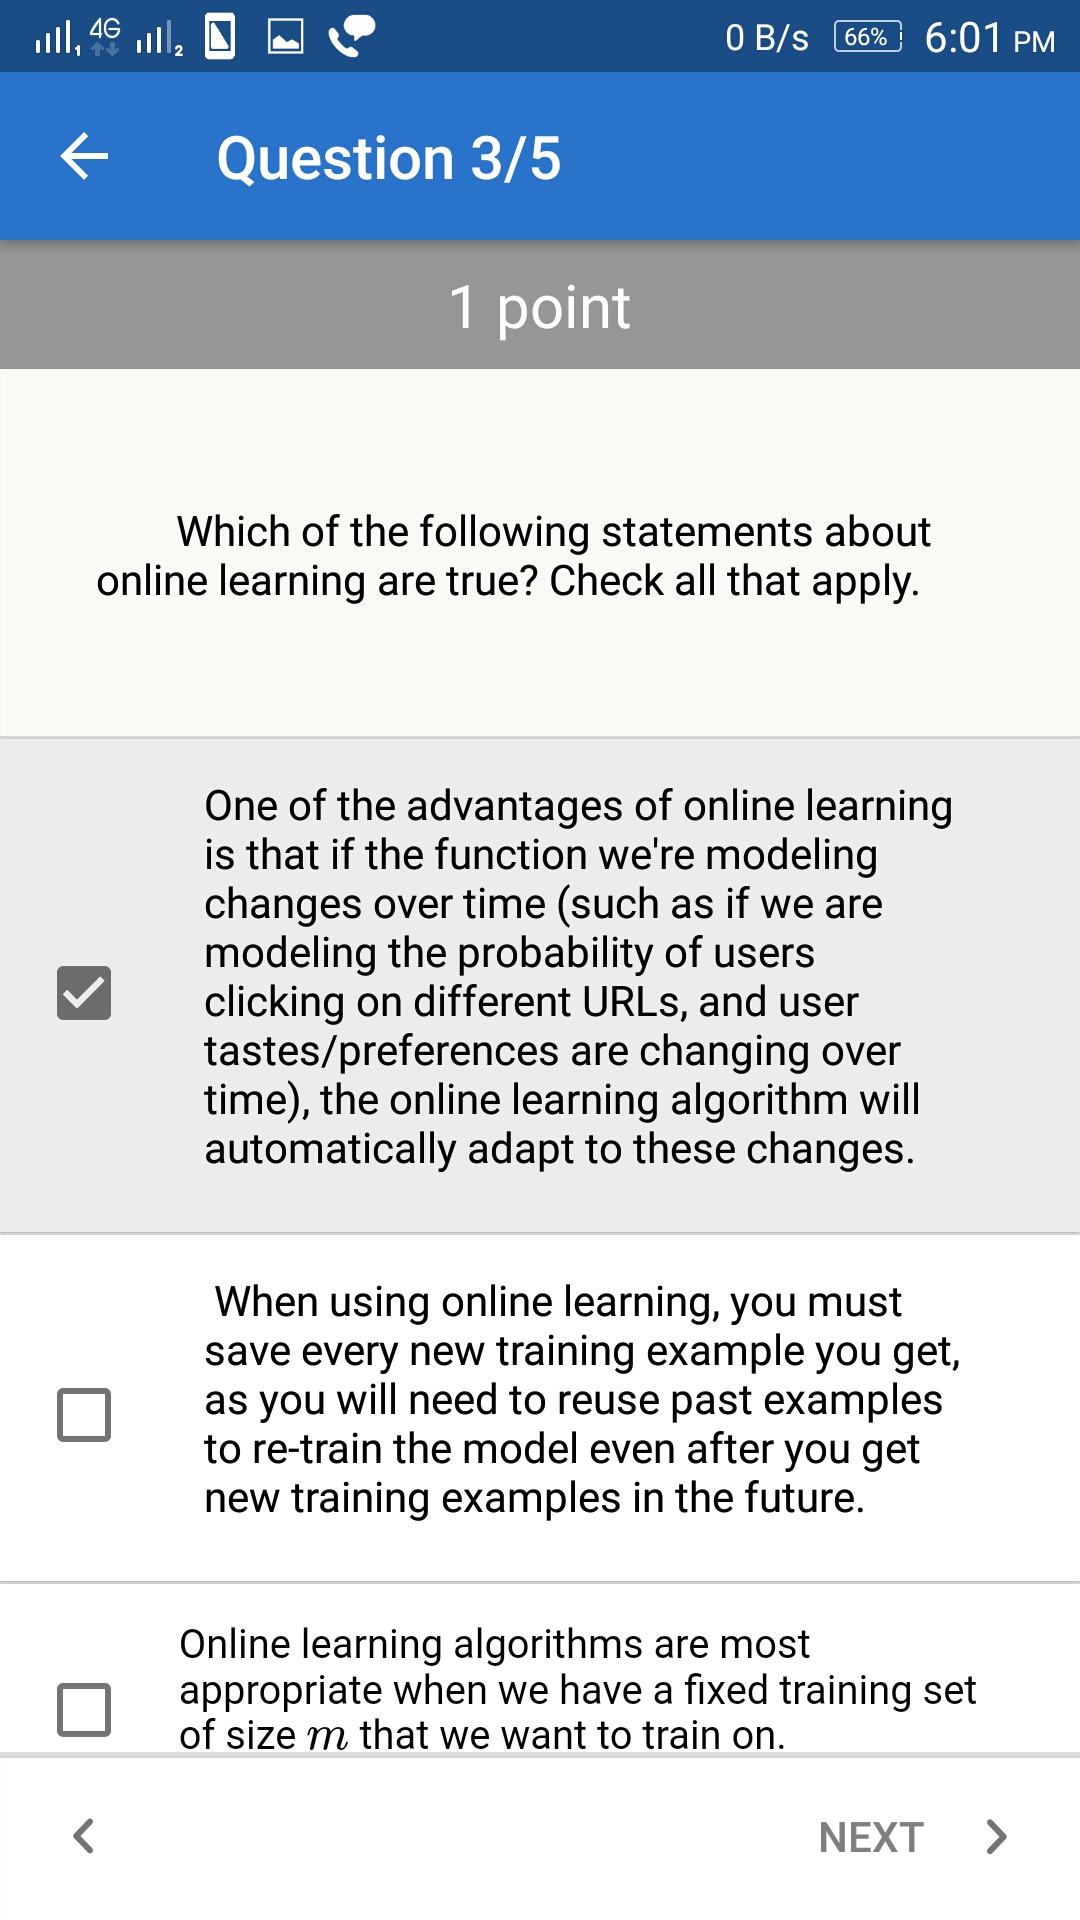 4G 1 2 0 B/s 66% 6:01 PM
Question 3/5
1 point
Which of the following statements about
online learning are true? Check all that apply.
One of the advantages of online learning
is that if the function we're modeling
changes over time (such as if we are
modeling the probability of users
clicking on different URLs, and user
tastes/preferences are changing over
time), the online learning algorithm will
automatically adapt to these changes.
When using online learning, you must
save every new training example you get,
as you will need to reuse past examples
to re-train the model even after you get
new training examples in the future.
Online learning algorithms are most
appropriate when we have a fixed training set
of size m that we want to train on.
NEXT